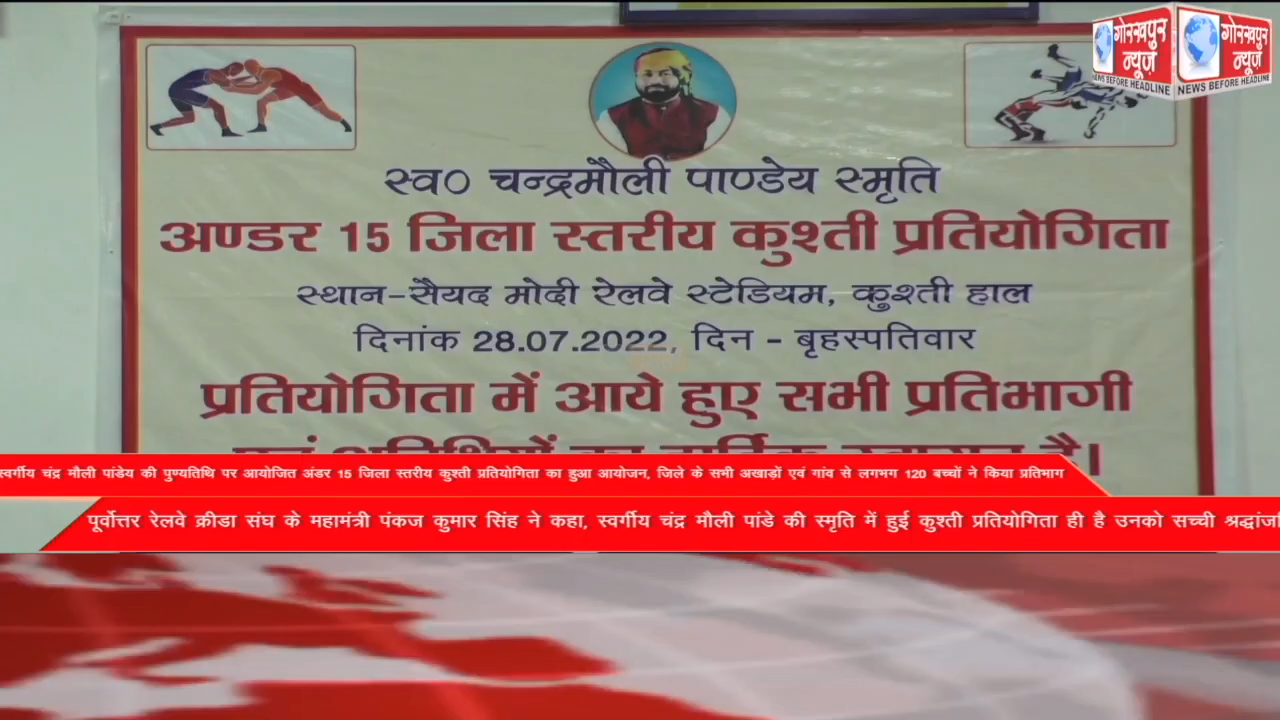 गोरखपुर
न्यूज़
NEWS BEFORE HEADLINE
गोरखपुर
न्यूज़
NEWS BEFORE HEADLINE
स्व० चन्द्रमौली पाण्डेय स्मृति
अण्डर 15 जिला स्तरीय कुश्ती प्रतियोगिता
स्थान-सैयद मोदी रेलवे स्टेडियम, कुश्ती हाल
दिनांक 28.07.2022, दिन - बृहस्पतिवार
प्रतियोगिता में आये हुए सभी प्रतिभागी
है।
स्वर्गीय चंद्र मौली पांडेय की पुण्यतिथि पर आयोजित अंडर 15 जिला स्तरीय कुश्ती प्रतियोगिता का हुआ आयोजन, जिले के सभी अखाड़ों एवं गांव से लगभग 120 बच्चों ने किया प्रतिभाग
पूर्वोत्तर रेलवे क्रीडा संघ के महामंत्री पंकज कुमार सिंह ने कहा, स्वर्गीय चंद्र मौली पांडे की स्मृति में हुई कुश्ती प्रतियोगिता ही है उनको सच्ची